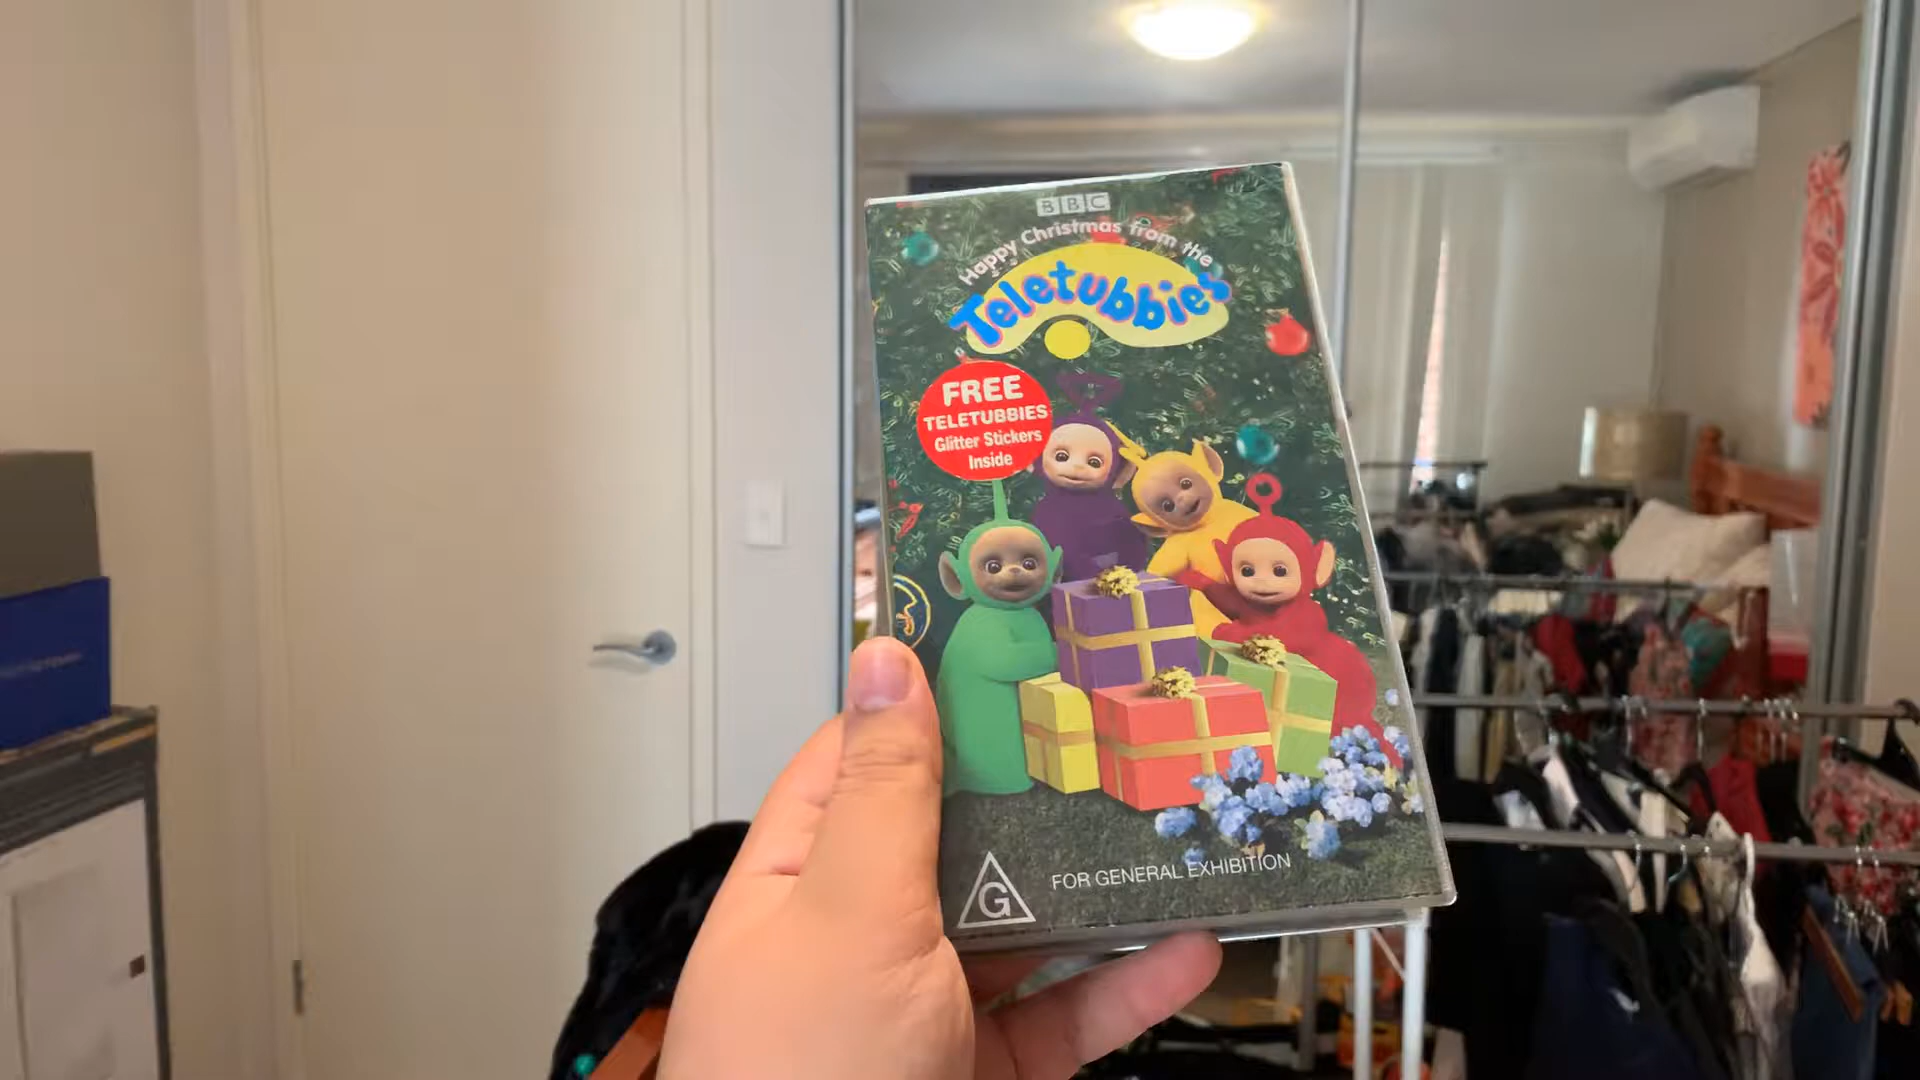 BBC
Happy Christmas from the
Teletubbies
FREE
TELETUBBIES
Glitter Stickers
Inside
G
FOR GENERAL EXHIBITION